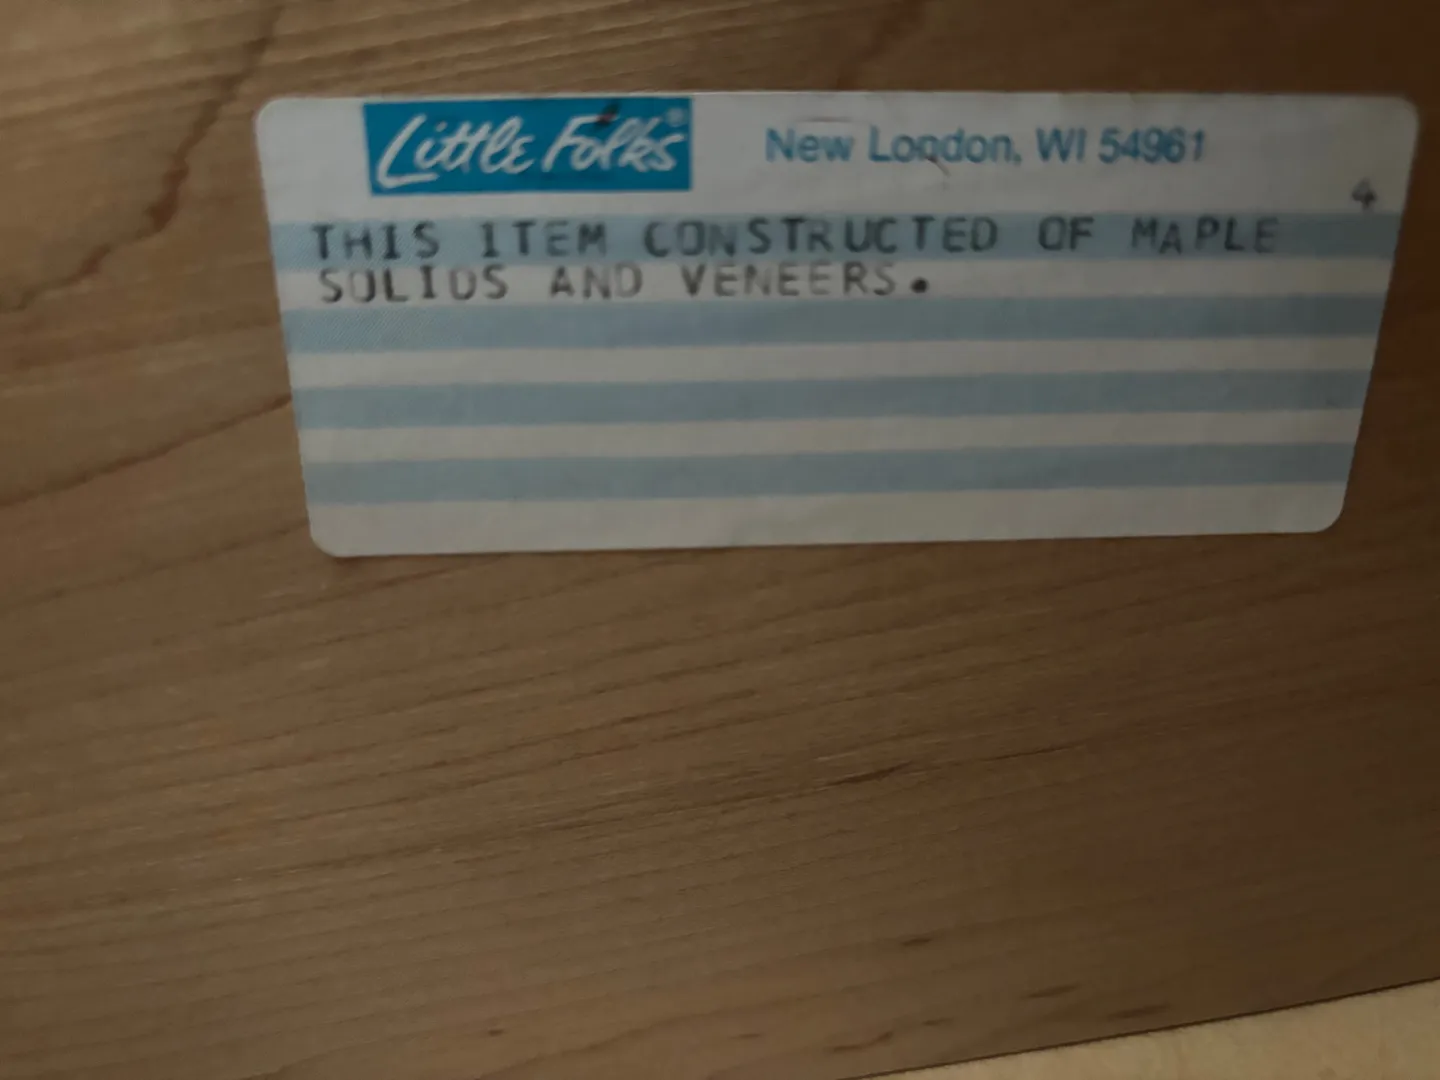 Little Folks® New London, WI 54961
4
THIS ITEM CONSTRUCTED OF MAPLE
SOLIDS AND VENEERS.